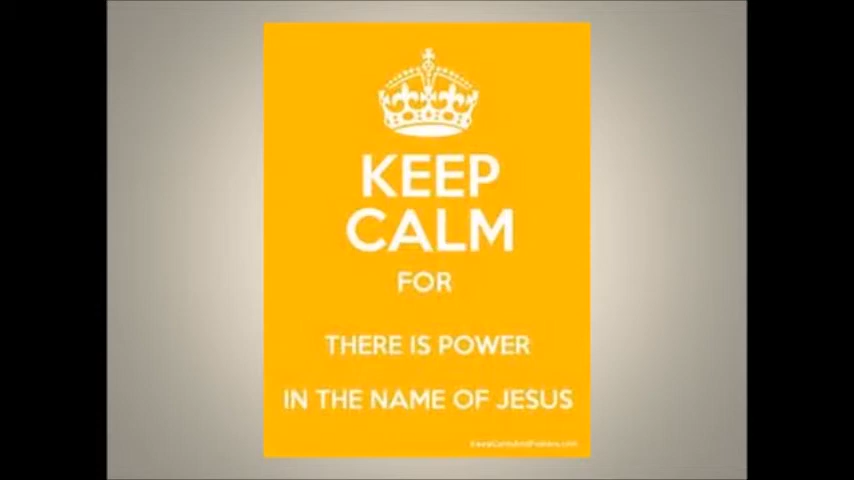 KEEP
CALM
FOR
THERE IS POWER
IN THE NAME OF JESUS